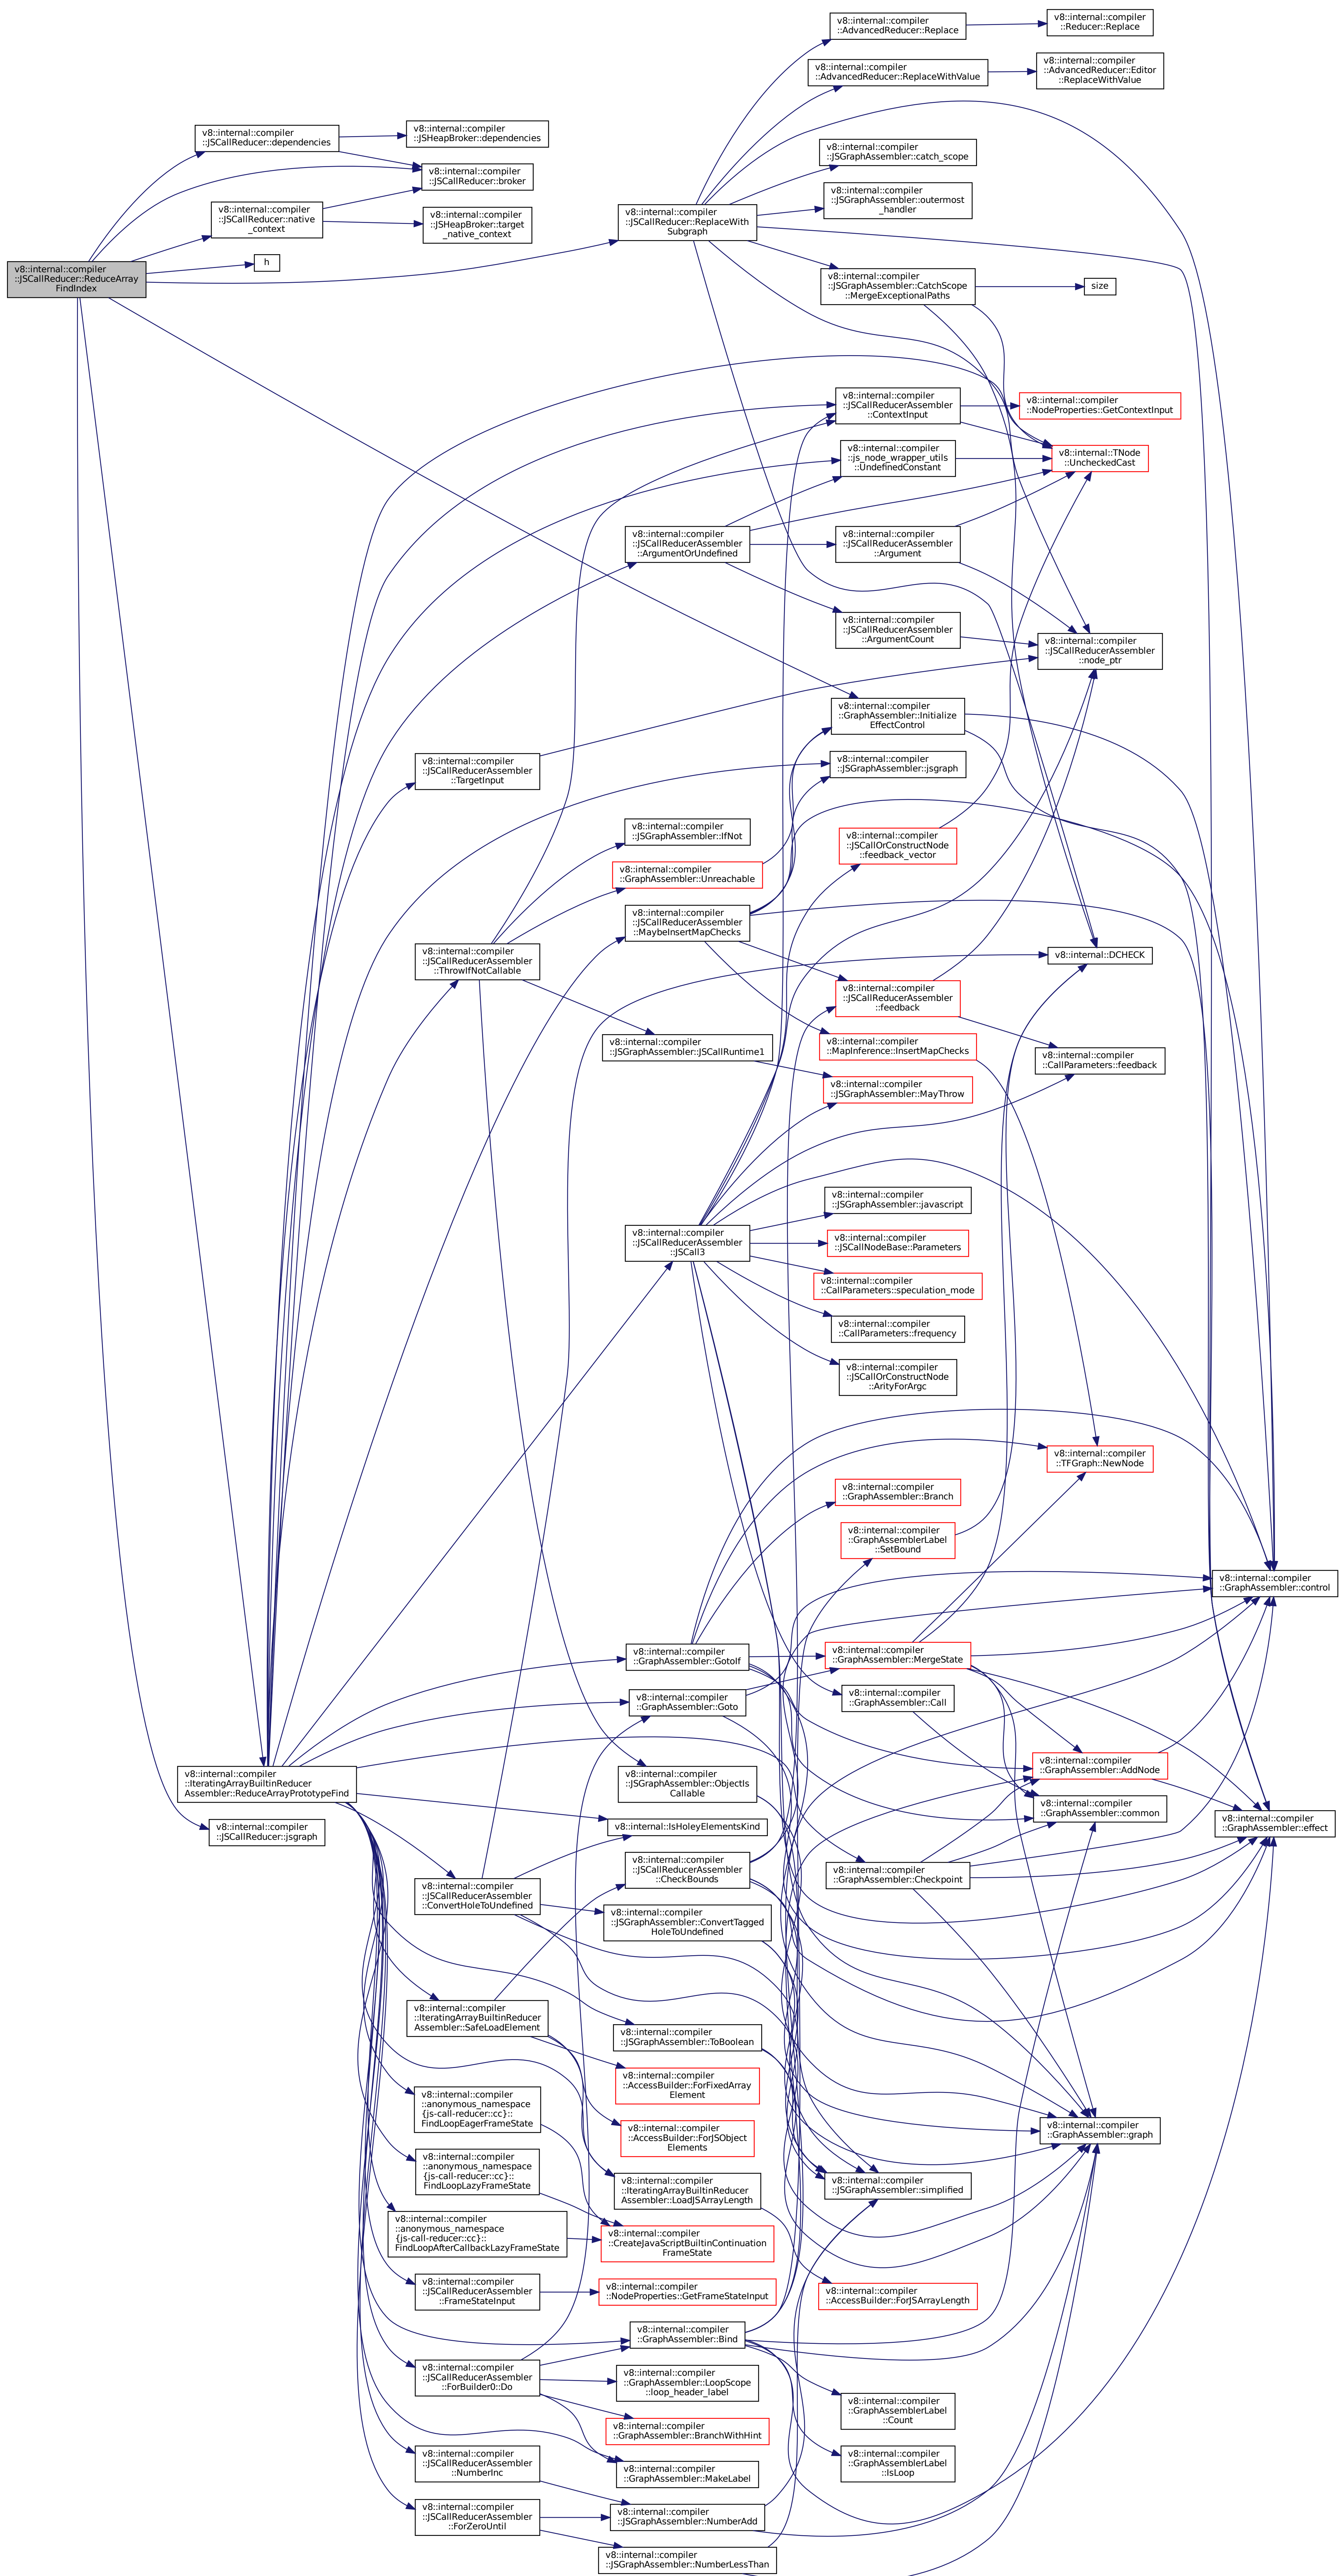 v8::internal::compiler
::AdvancedReducer::Replace
v8::internal::compiler
::Reducer::Replace
v8::internal::compiler
::AdvancedReducer::ReplaceWithValue
v8::internal::compiler
::AdvancedReducer::Editor
::ReplaceWithValue
v8::internal::compiler
::JSCallReducer::dependencies
v8::internal::compiler
::JSHeapBroker::dependencies
v8::internal::compiler
::JSCallReducer::broker
v8::internal::compiler
::JSGraphAssembler::catch_scope
v8::internal::compiler
::JSGraphAssembler::outermost
_handler
v8::internal::compiler
::JSCallReducer::native
_context
v8::internal::compiler
::JSHeapBroker::target
_native_context
v8::internal::compiler
::JSCallReducer::ReplaceWith
Subgraph
h
v8::internal::compiler
::JSCallReducer::ReduceArray
FindIndex
v8::internal::compiler
::JSGraphAssembler::CatchScope
::MergeExceptionalPaths
size
v8::internal::compiler
::JSCallReducerAssembler
::ContextInput
v8::internal::compiler
::NodeProperties::GetContextInput
v8::internal::compiler
::js_node_wrapper_utils
::UndefinedConstant
v8::internal::TNode
::UncheckedCast
v8::internal::compiler
::JSCallReducerAssembler
::ArgumentOrUndefined
v8::internal::compiler
::JSCallReducerAssembler
::Argument
v8::internal::compiler
::JSCallReducerAssembler
::ArgumentCount
v8::internal::compiler
::JSCallReducerAssembler
::node_ptr
v8::internal::compiler
::GraphAssembler::Initialize
EffectControl
v8::internal::compiler
::JSCallReducerAssembler
::TargetInput
v8::internal::compiler
::JSGraphAssembler::jsgraph
v8::internal::compiler
::JSGraphAssembler::IfNot
v8::internal::compiler
::JSCallOrConstructNode
::feedback_vector
v8::internal::compiler
::GraphAssembler::Unreachable
v8::internal::compiler
::JSCallReducerAssembler
::MaybeInsertMapChecks
v8::internal::compiler
::JSCallReducerAssembler
::ThrowIfNotCallable
v8::internal::DCHECK
v8::internal::compiler
::JSCallReducerAssembler
::feedback
v8::internal::compiler
::JSGraphAssembler::JSCallRuntime1
v8::internal::compiler
::MapInference::InsertMapChecks
v8::internal::compiler
::CallParameters::feedback
v8::internal::compiler
::JSGraphAssembler::MayThrow
v8::internal::compiler
::JSGraphAssembler::javascript
v8::internal::compiler
::JSCallReducerAssembler
::JSCall3
v8::internal::compiler
::JSCallNodeBase::Parameters
v8::internal::compiler
::CallParameters::speculation_mode
v8::internal::compiler
::CallParameters::frequency
v8::internal::compiler
::JSCallOrConstructNode
::ArityForArgc
v8::internal::compiler
::TFGraph::NewNode
v8::internal::compiler
::GraphAssembler::Branch
v8::internal::compiler
::GraphAssemblerLabel
::SetBound
v8::internal::compiler
::GraphAssembler::control
v8::internal::compiler
::GraphAssembler::GotoIf
v8::internal::compiler
::GraphAssembler::MergeState
v8::internal::compiler
::GraphAssembler::Goto
v8::internal::compiler
::GraphAssembler::Call
v8::internal::compiler
::IteratingArrayBuiltinReducer
Assembler::ReduceArrayPrototypeFind
v8::internal::compiler
::JSGraphAssembler::ObjectIs
Callable
v8::internal::compiler
::GraphAssembler::AddNode
v8::internal::compiler
::GraphAssembler::common
v8::internal::compiler
::GraphAssembler::effect
v8::internal::compiler
::JSCallReducer::jsgraph
v8::internal::IsHoleyElementsKind
v8::internal::compiler
::JSCallReducerAssembler
::CheckBounds
v8::internal::compiler
::GraphAssembler::Checkpoint
v8::internal::compiler
::JSCallReducerAssembler
::ConvertHoleToUndefined
v8::internal::compiler
::JSGraphAssembler::ConvertTagged
HoleToUndefined
v8::internal::compiler
::IteratingArrayBuiltinReducer
Assembler::SafeLoadElement
v8::internal::compiler
::JSGraphAssembler::ToBoolean
v8::internal::compiler
::AccessBuilder::ForFixedArray
Element
v8::internal::compiler
::anonymous_namespace
{js-call-reducer::cc}::
FindLoopEagerFrameState
v8::internal::compiler
::AccessBuilder::ForJSObject
Elements
v8::internal::compiler
::GraphAssembler::graph
v8::internal::compiler
::anonymous_namespace
{js-call-reducer::cc}::
FindLoopLazyFrameState
v8::internal::compiler
::IteratingArrayBuiltinReducer
Assembler::LoadJSArrayLength
v8::internal::compiler
::JSGraphAssembler::simplified
v8::internal::compiler
::anonymous_namespace
{js-call-reducer::cc}::
FindLoopAfterCallbackLazyFrameState
v8::internal::compiler
::CreateJavaScriptBuiltinContinuation
FrameState
v8::internal::compiler
::JSCallReducerAssembler
::FrameStateInput
v8::internal::compiler
::NodeProperties::GetFrameStateInput
v8::internal::compiler
::AccessBuilder::ForJSArrayLength
v8::internal::compiler
::GraphAssembler::Bind
v8::internal::compiler
::JSCallReducerAssembler
::ForBuilder0::Do
v8::internal::compiler
::GraphAssembler::LoopScope
::loop_header_label
v8::internal::compiler
::GraphAssemblerLabel
::Count
v8::internal::compiler
::GraphAssembler::BranchWithHint
v8::internal::compiler
::GraphAssemblerLabel
::IsLoop
v8::internal::compiler
::JSCallReducerAssembler
::NumberInc
v8::internal::compiler
::GraphAssembler::MakeLabel
v8::internal::compiler
::JSCallReducerAssembler
::ForZeroUntil
v8::internal::compiler
::JSGraphAssembler::NumberAdd
v8::internal::compiler
::JSGraphAssembler::NumberLessThan